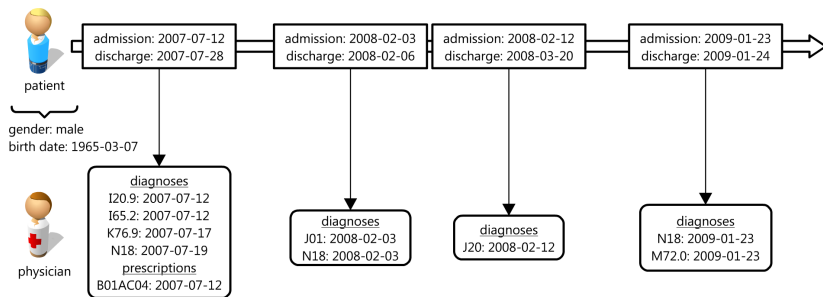 patient
gender: male
birth date: 1965-03-07
admission: 2007-07-12
discharge: 2007-07-28
admission: 2008-02-03
discharge: 2008-02-06
admission: 2008-02-12
discharge: 2008-03-20
admission: 2009-01-23
discharge: 2009-01-24
physician
diagnoses
I20.9: 2007-07-12
I65.2: 2007-07-12
K76.9: 2007-07-17
N18: 2007-07-19
prescriptions
B01AC04: 2007-07-12
diagnoses
J01: 2008-02-03
N18: 2008-02-03
diagnoses
J20: 2008-02-12
diagnoses
N18: 2009-01-23
M72.0: 2009-01-23